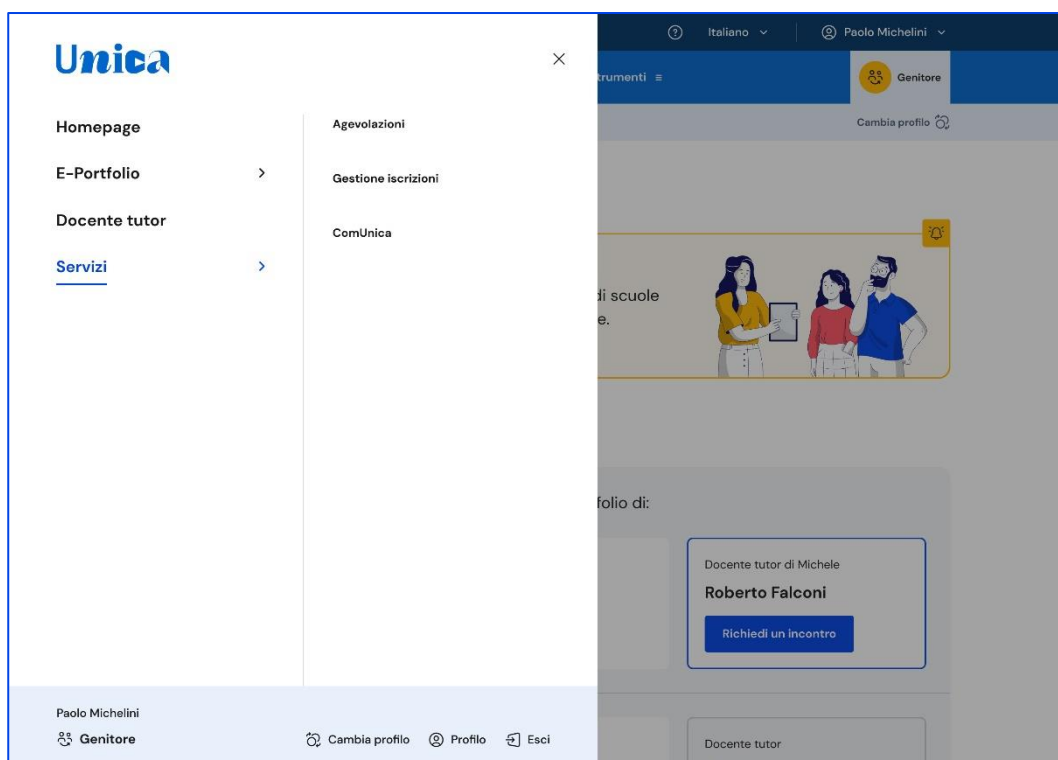 Unica
Homepage
E-Portfolio
Docente tutor
Servizi
Agevolazioni
Gestione iscrizioni
ComUnica
Paolo Michelini
Genitore
Cambia profilo
Profilo
Esci
Italiano
Paolo Michelini
trumenti
Genitore
Cambia profilo
di scuole
e.
folio di:
Docente tutor di Michele
Roberto Falconi
Richiedi un incontro
Docente tutor